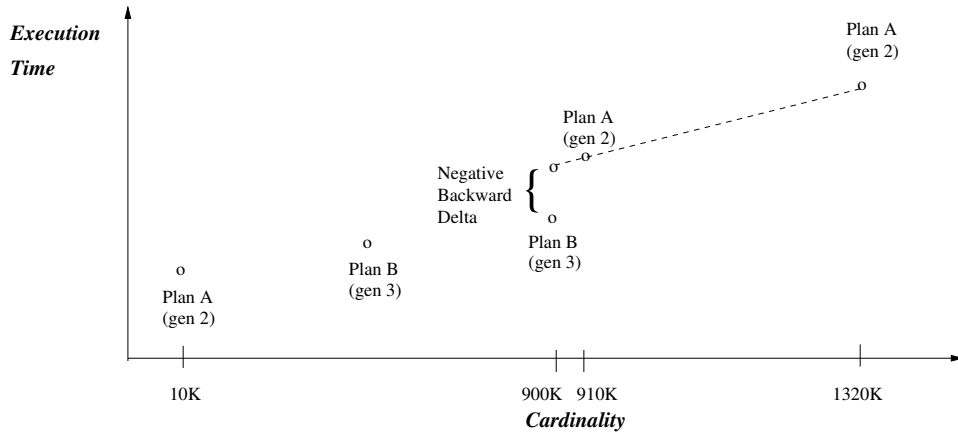 Execution
Time
Plan A
(gen 2)
Plan A
(gen 2)
Negative
Backward
Delta
Plan B
(gen 3)
Plan B
(gen 3)
Plan A
(gen 2)
10K
900K
910K
1320K
Cardinality